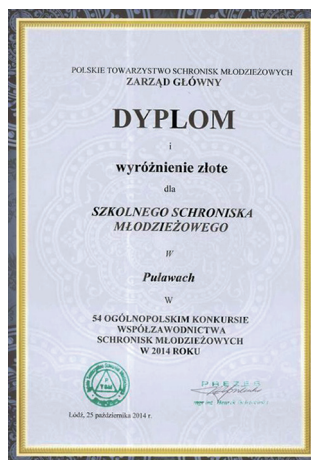 POLSKIE TOWARZYSTWO SCHRONISK MŁODZIEŻOWYCH
ZARZĄD GŁÓWNY
DYPLOM
i
wyróżnienie złote
dla
SZKOLNEGO SCHRONISKA
MŁODZIEŻOWEGO
W
Puławach
W
54 OGÓLNOPOLSKIM KONKURSIE
WSPÓŁZAWODNICTWA
SCHRONISK MŁODZIEŻOWYCH
W 2014 ROKU
PREZES
Łódź, 25 października 2014 r.